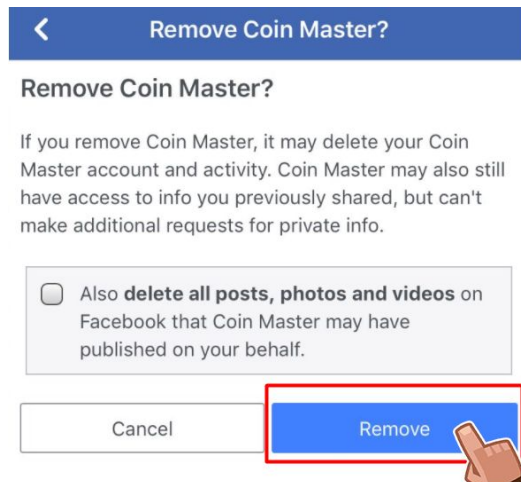 Remove Coin Master?
Remove Coin Master?
If you remove Coin Master, it may delete your Coin
Master account and activity. Coin Master may also still
have access to info you previously shared, but can't
make additional requests for private info.
Also delete all posts, photos and videos on
Facebook that Coin Master may have
published on your behalf.
Cancel
Remove